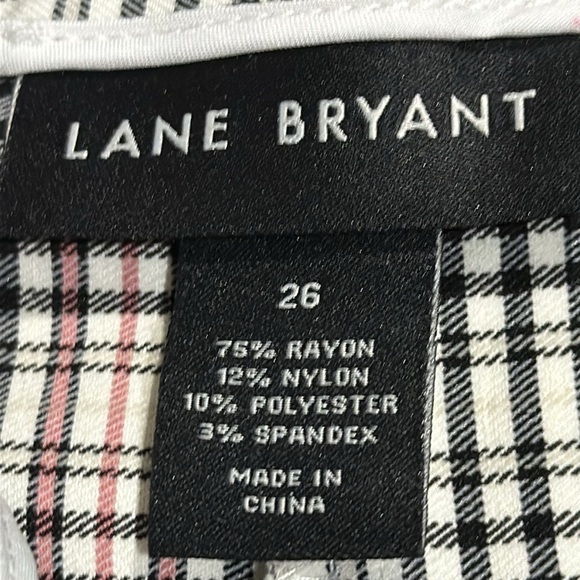 LANE BRYANT
26
75% RAYON
12% NYLON
10% POLYESTER
3% SPANDEX
MADE IN
CHINA